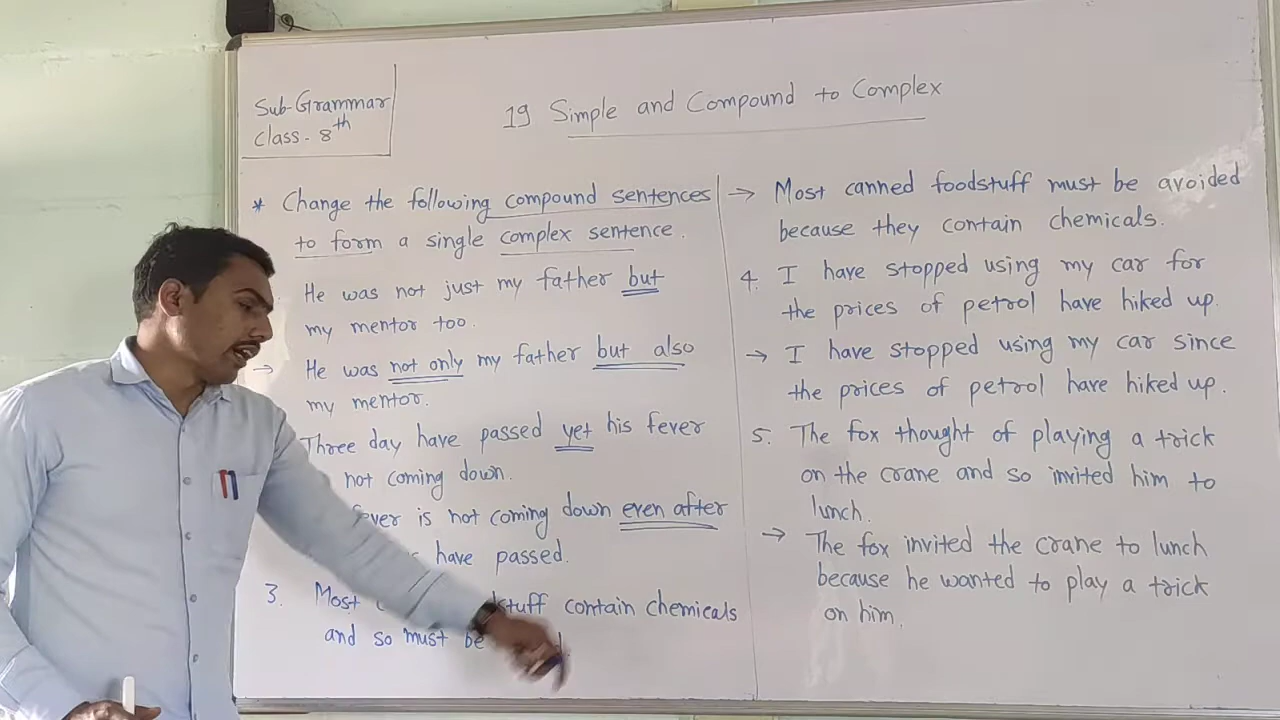 Sub-Grammar
Class- 8th
19 Simple and Compound to Complex
* Change the following compound sentences
to form a single complex sentence.
He was not just my father but
my mentor too.
→ He was not only my father but also
my mentor.
Three day have passed yet his fever
not coming down.
fever is not coming down even after
have passed.
3. Most stuff contain chemicals
and so must be
→ Most canned foodstuff must be avoided
because they contain chemicals.
4. I have stopped using my car for
the prices of petrol have hiked up.
→ I have stopped using my car since
the prices of petrol have hiked up.
5. The fox thought of playing a trick
on the crane and so invited him to
lunch.
→ The fox invited the crane to lunch
because he wanted to play a trick
on him.